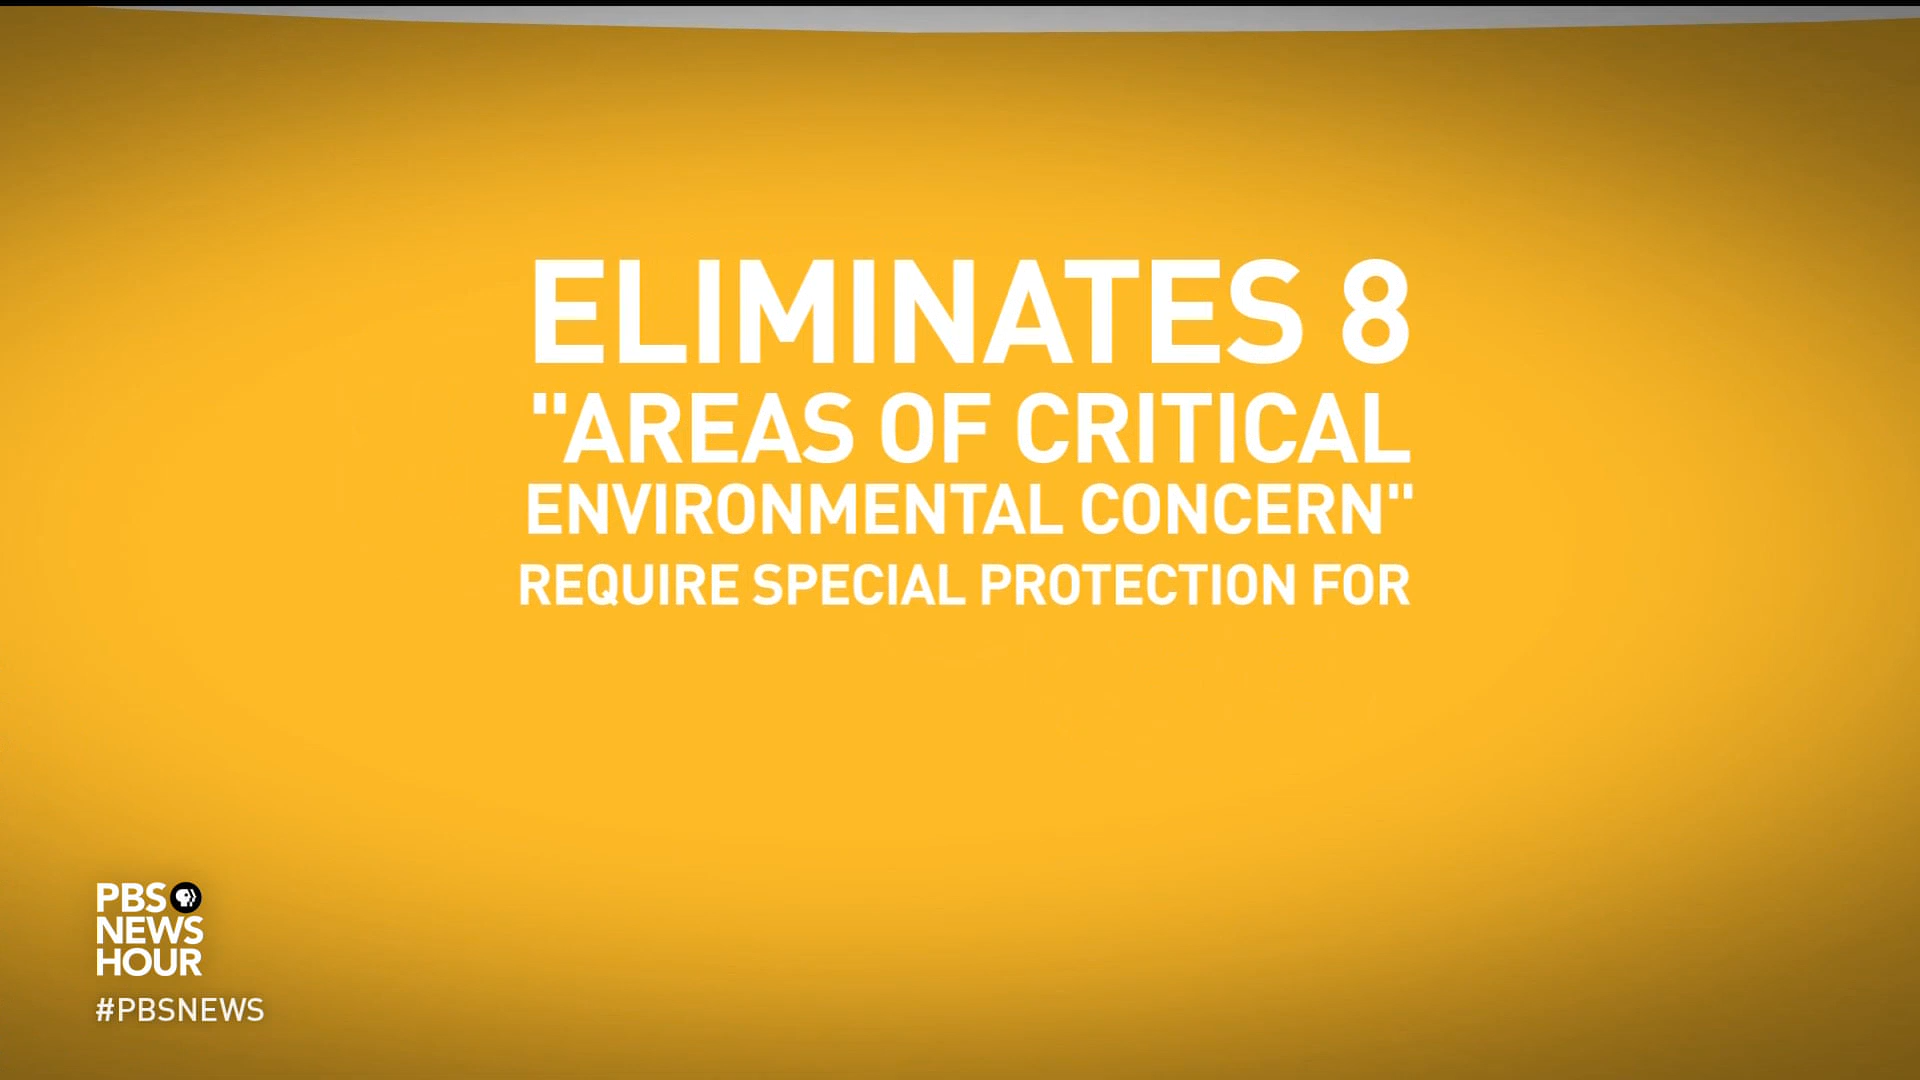 ELIMINATES 8
"AREAS OF CRITICAL
ENVIRONMENTAL CONCERN"
REQUIRE SPECIAL PROTECTION FOR
PBS
NEWS
HOUR
#PBSNEWS